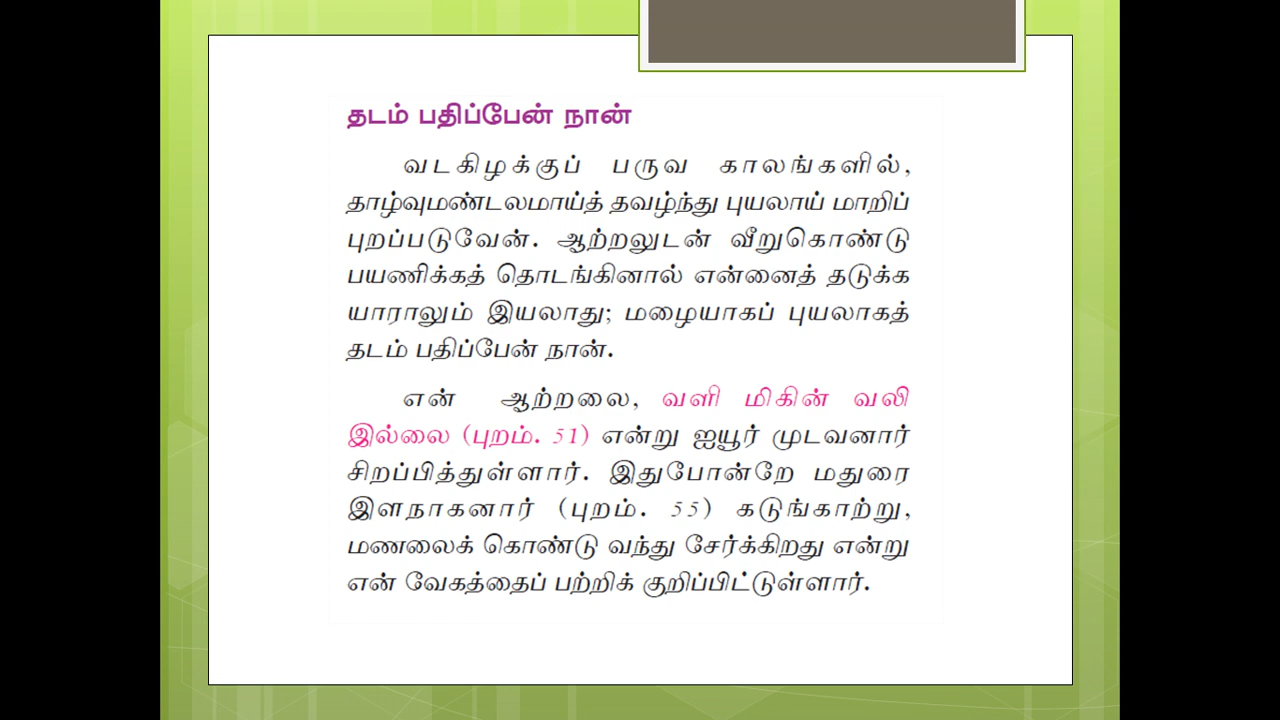 தடம் பதிப்பேன் நான்
வடகிழக்குப் பருவ காலங்களில்,
தாழ்வுமண்டலமாய்த் தவழ்ந்து புயலாய் மாறிப்
புறப்படுவேன். ஆற்றலுடன் வீறுகொண்டு
பயணிக்கத் தொடங்கினால் என்னைத் தடுக்க
யாராலும் இயலாது; மழையாகப் புயலாகத்
தடம் பதிப்பேன் நான்.
என் ஆற்றலை, வளி மிகின் வலி
இல்லை (புறம். 51) என்று ஐயூர் முடவனார்
சிறப்பித்துள்ளார். இதுபோன்றே மதுரை
இளநாகனார் (புறம். 55) கடுங்காற்று,
மணலைக் கொண்டு வந்து சேர்க்கிறது என்று
என் வேகத்தைப் பற்றிக் குறிப்பிட்டுள்ளார்.